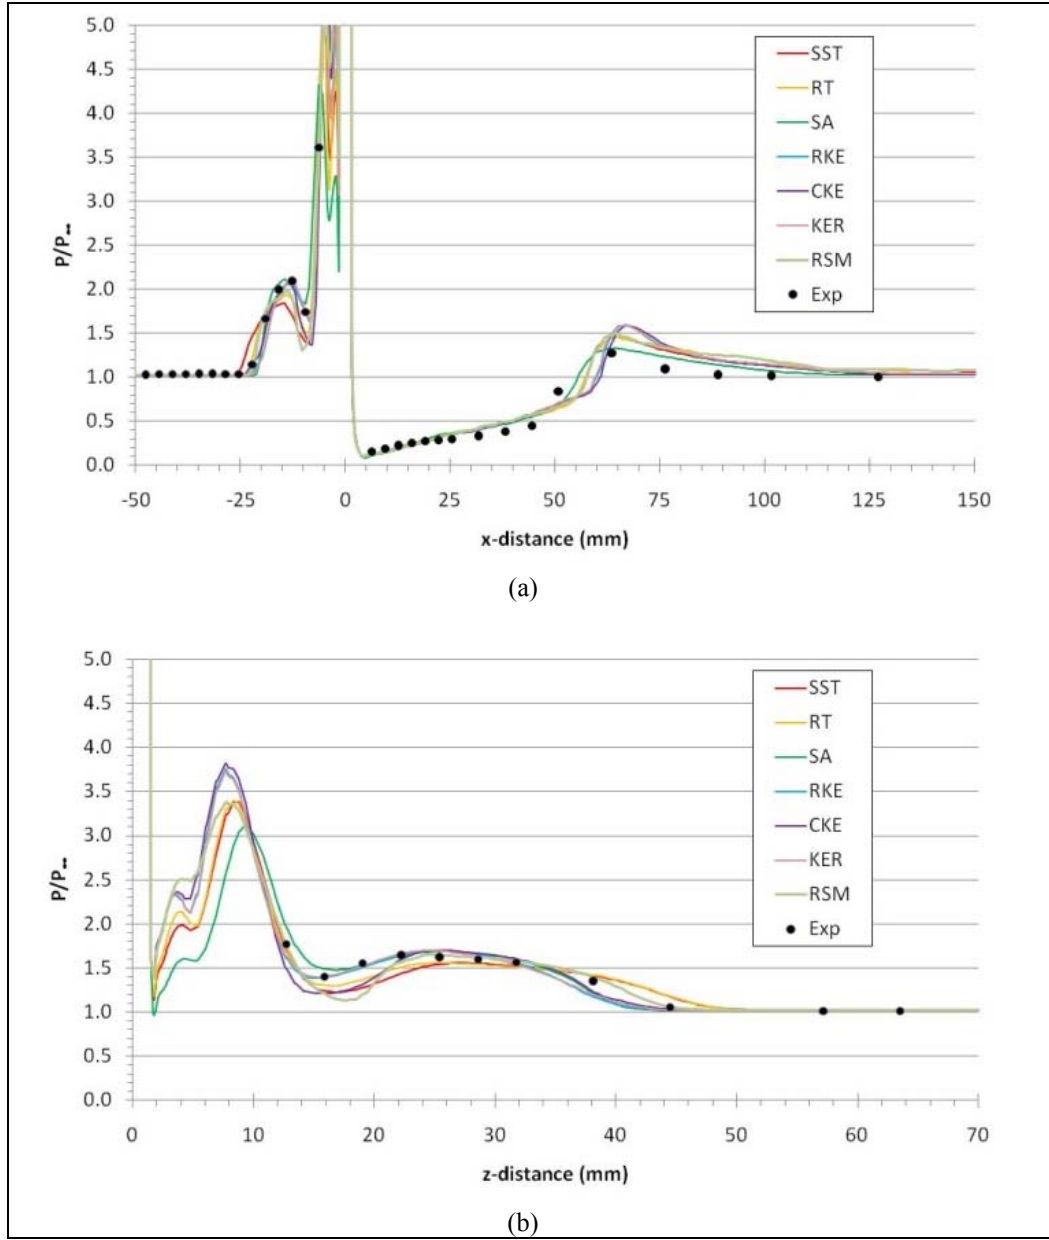 5.0
4.5
4.0
3.5
3.0
2.5
2.0
1.5
1.0
0.5
0.0
P/P∞
SST
RT
SA
RKE
CKE
KER
RSM
Exp
-50 -25 0 25 50 75 100 125 150
x-distance (mm)
(a)
5.0
4.5
4.0
3.5
3.0
2.5
2.0
1.5
1.0
0.5
0.0
P/P∞
SST
RT
SA
RKE
CKE
KER
RSM
Exp
0 10 20 30 40 50 60 70
z-distance (mm)
(b)